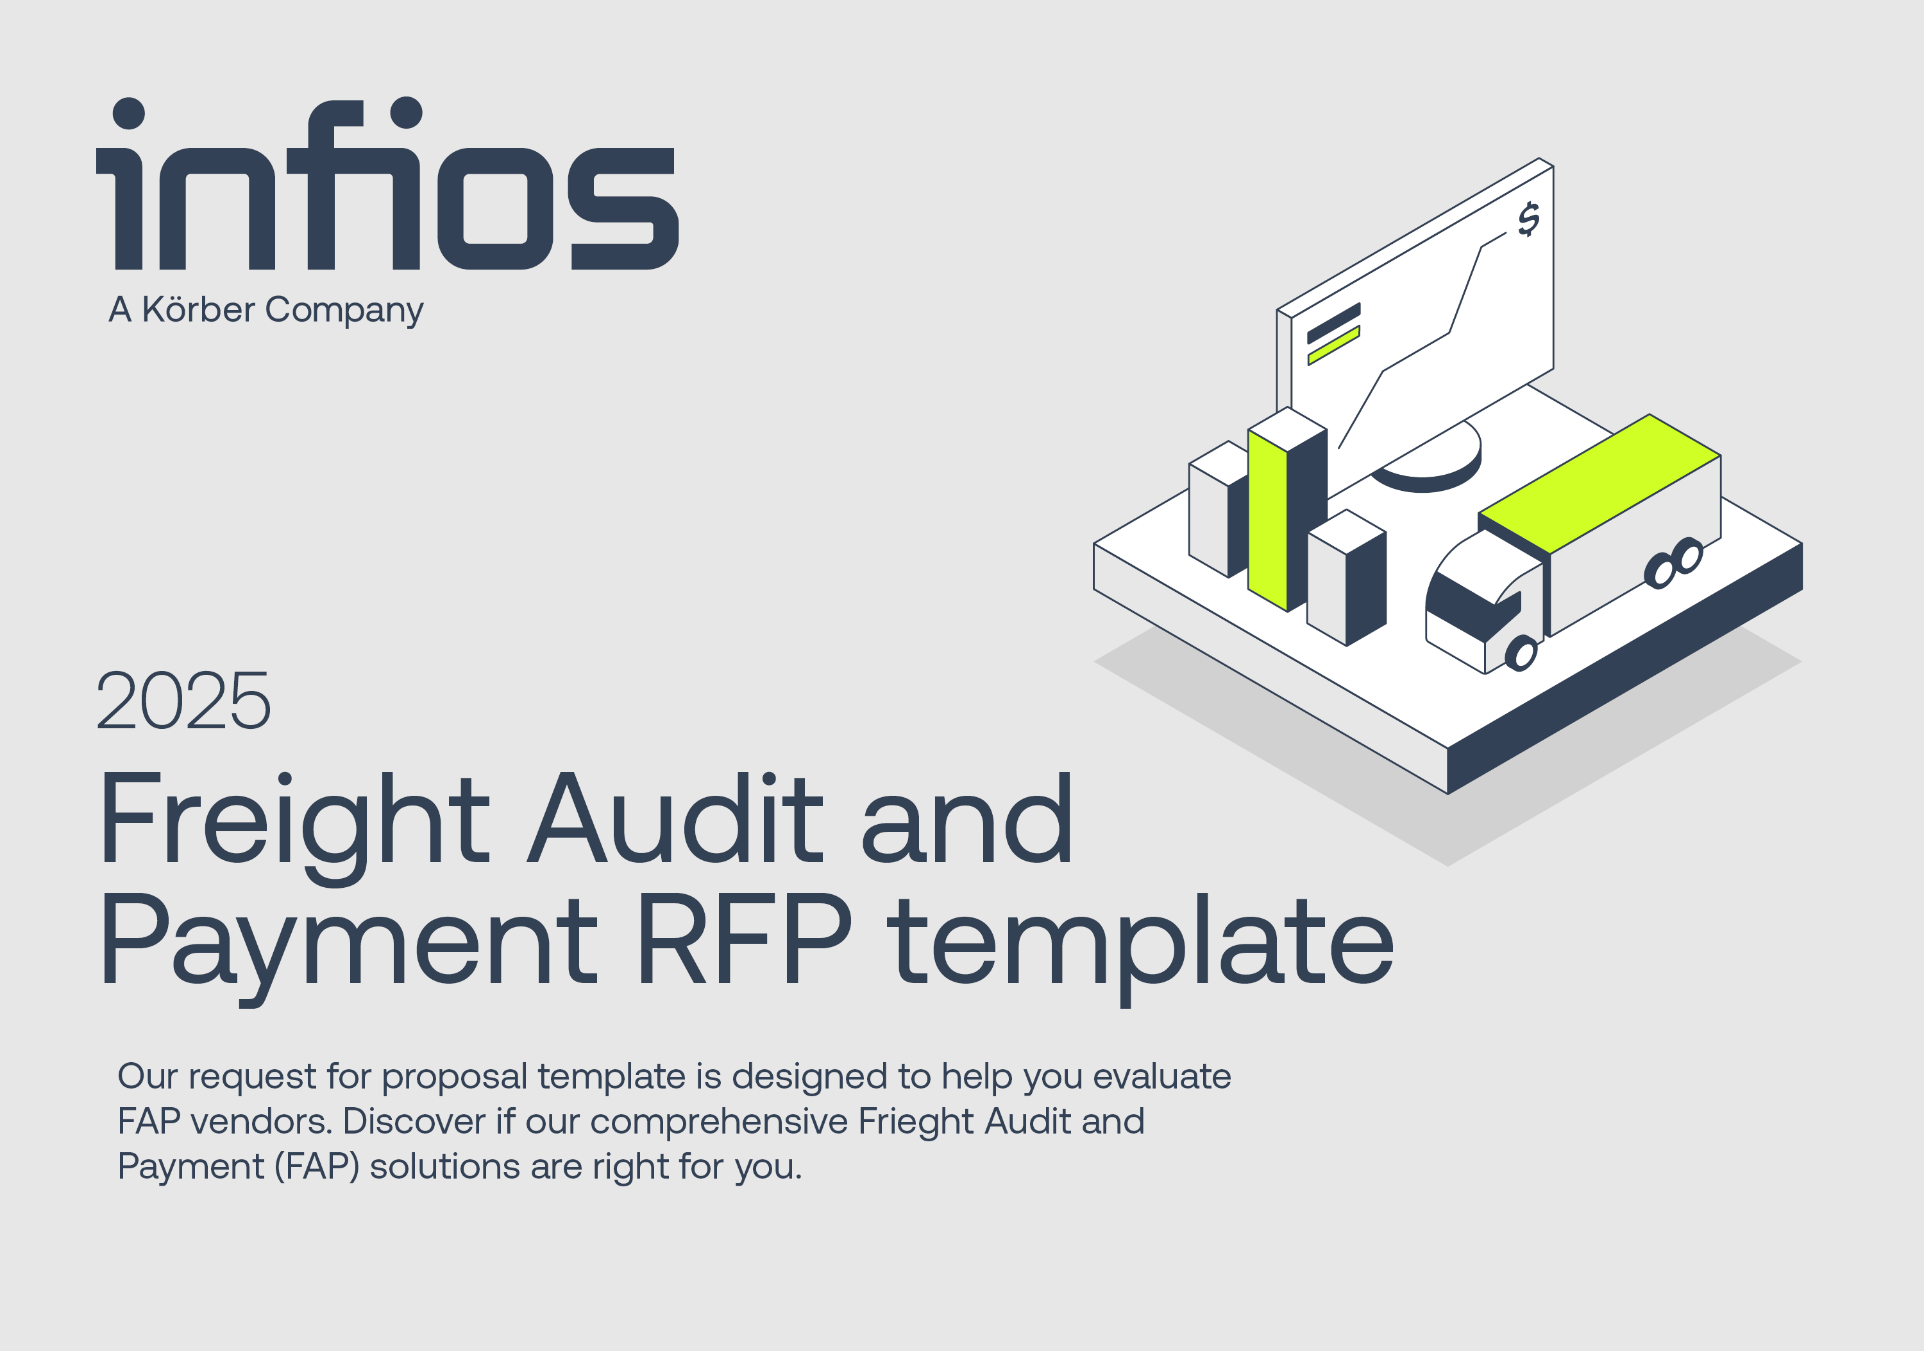 infios
A Körber Company
$
2025
Freight Audit and
Payment RFP template
Our request for proposal template is designed to help you evaluate
FAP vendors. Discover if our comprehensive Frieght Audit and
Payment (FAP) solutions are right for you.